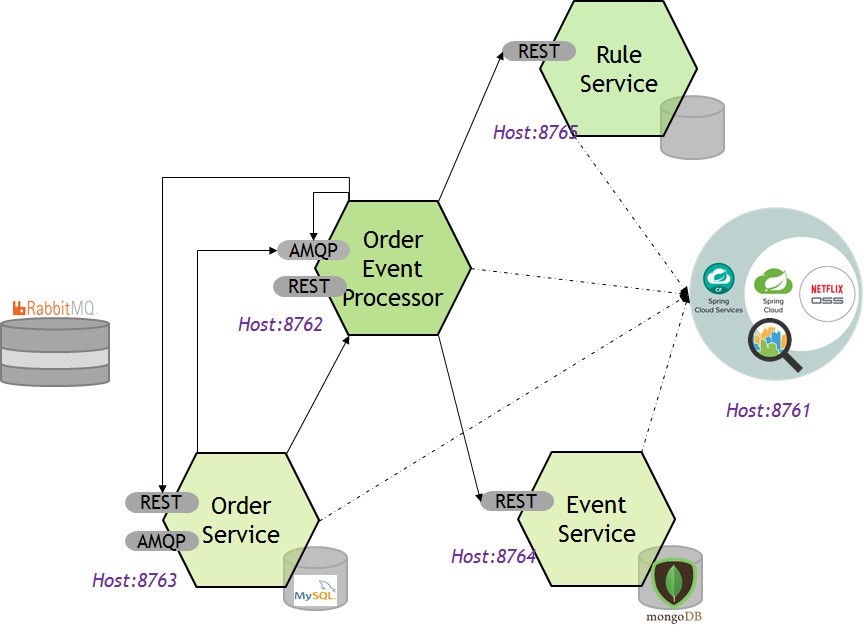 REST
Rule
Service
Host:8765
AMQP
REST
Order
Event
Processor
Host:8762
RabbitMQ
CF
Spring
Cloud Services
Spring
Cloud
NETFLIX
OSS
Host:8761
REST
AMQP
Order
Service
Host:8763
MySQL
REST
Event
Service
Host:8764
mongoDB